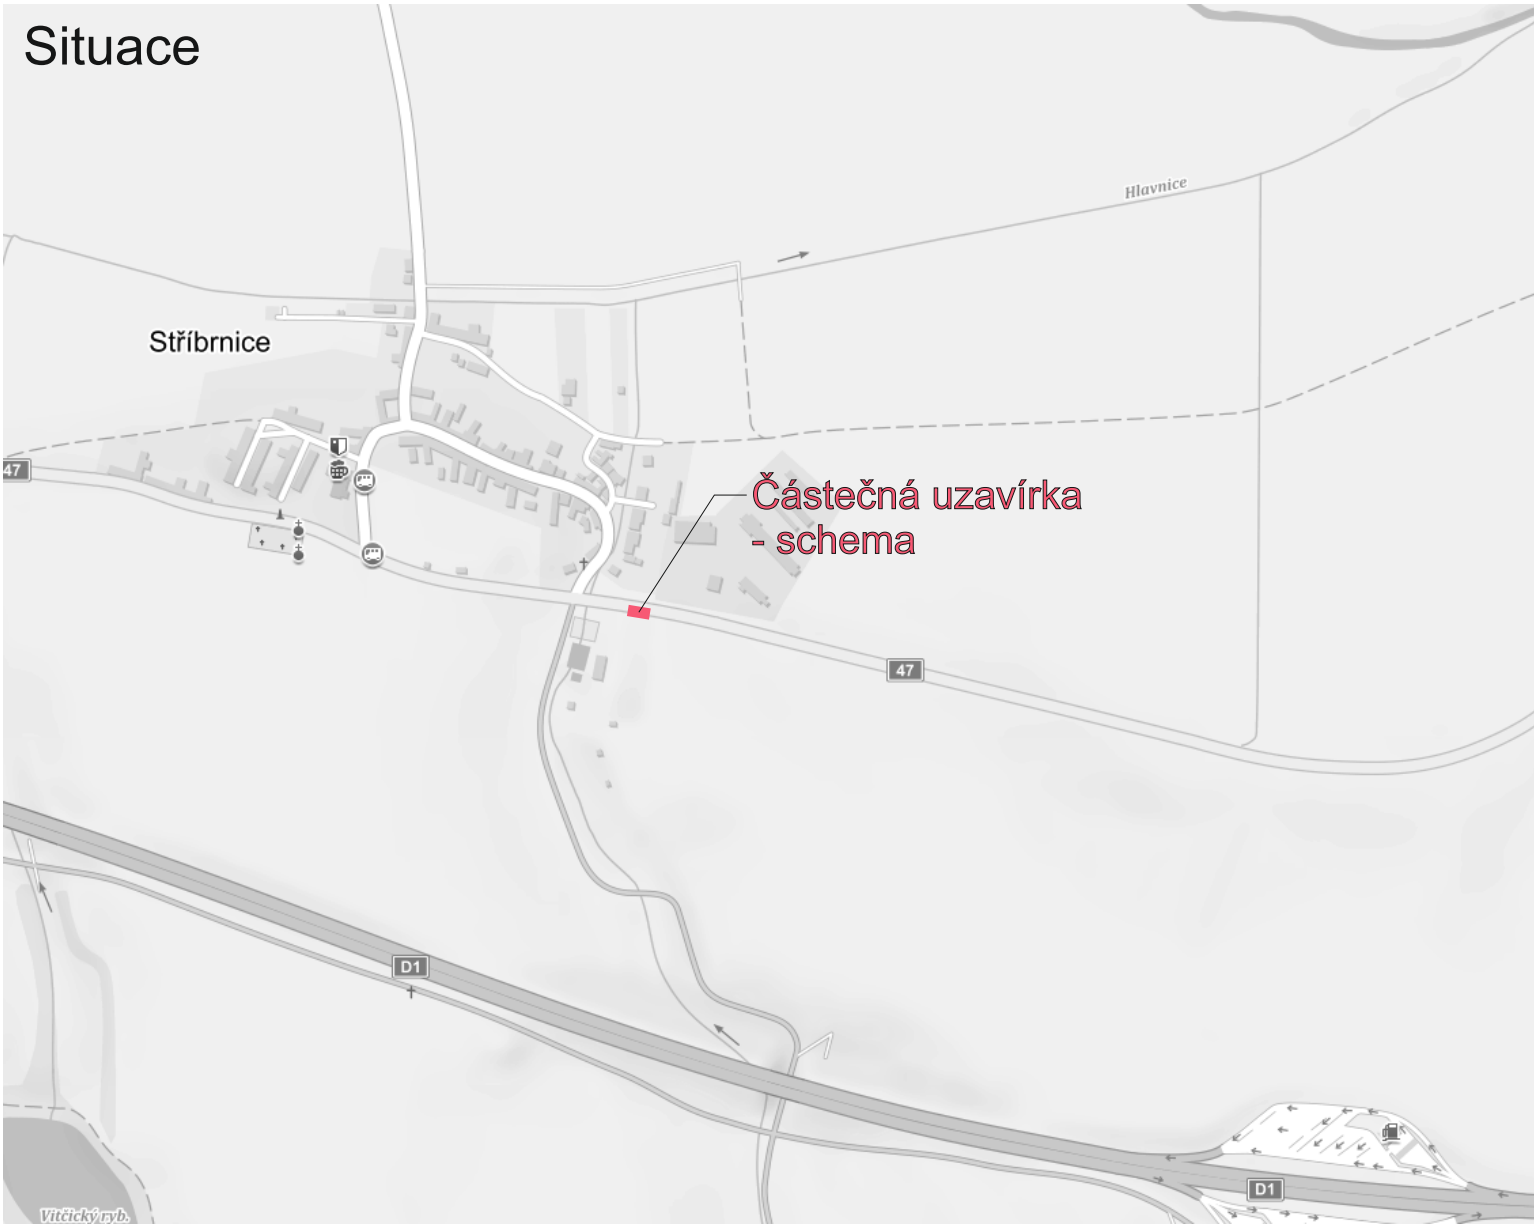 Situace
Hlavnice
Stříbrnice
47
Částečná uzavírka
- schema
47
D1
D1
Vitčický ryb.